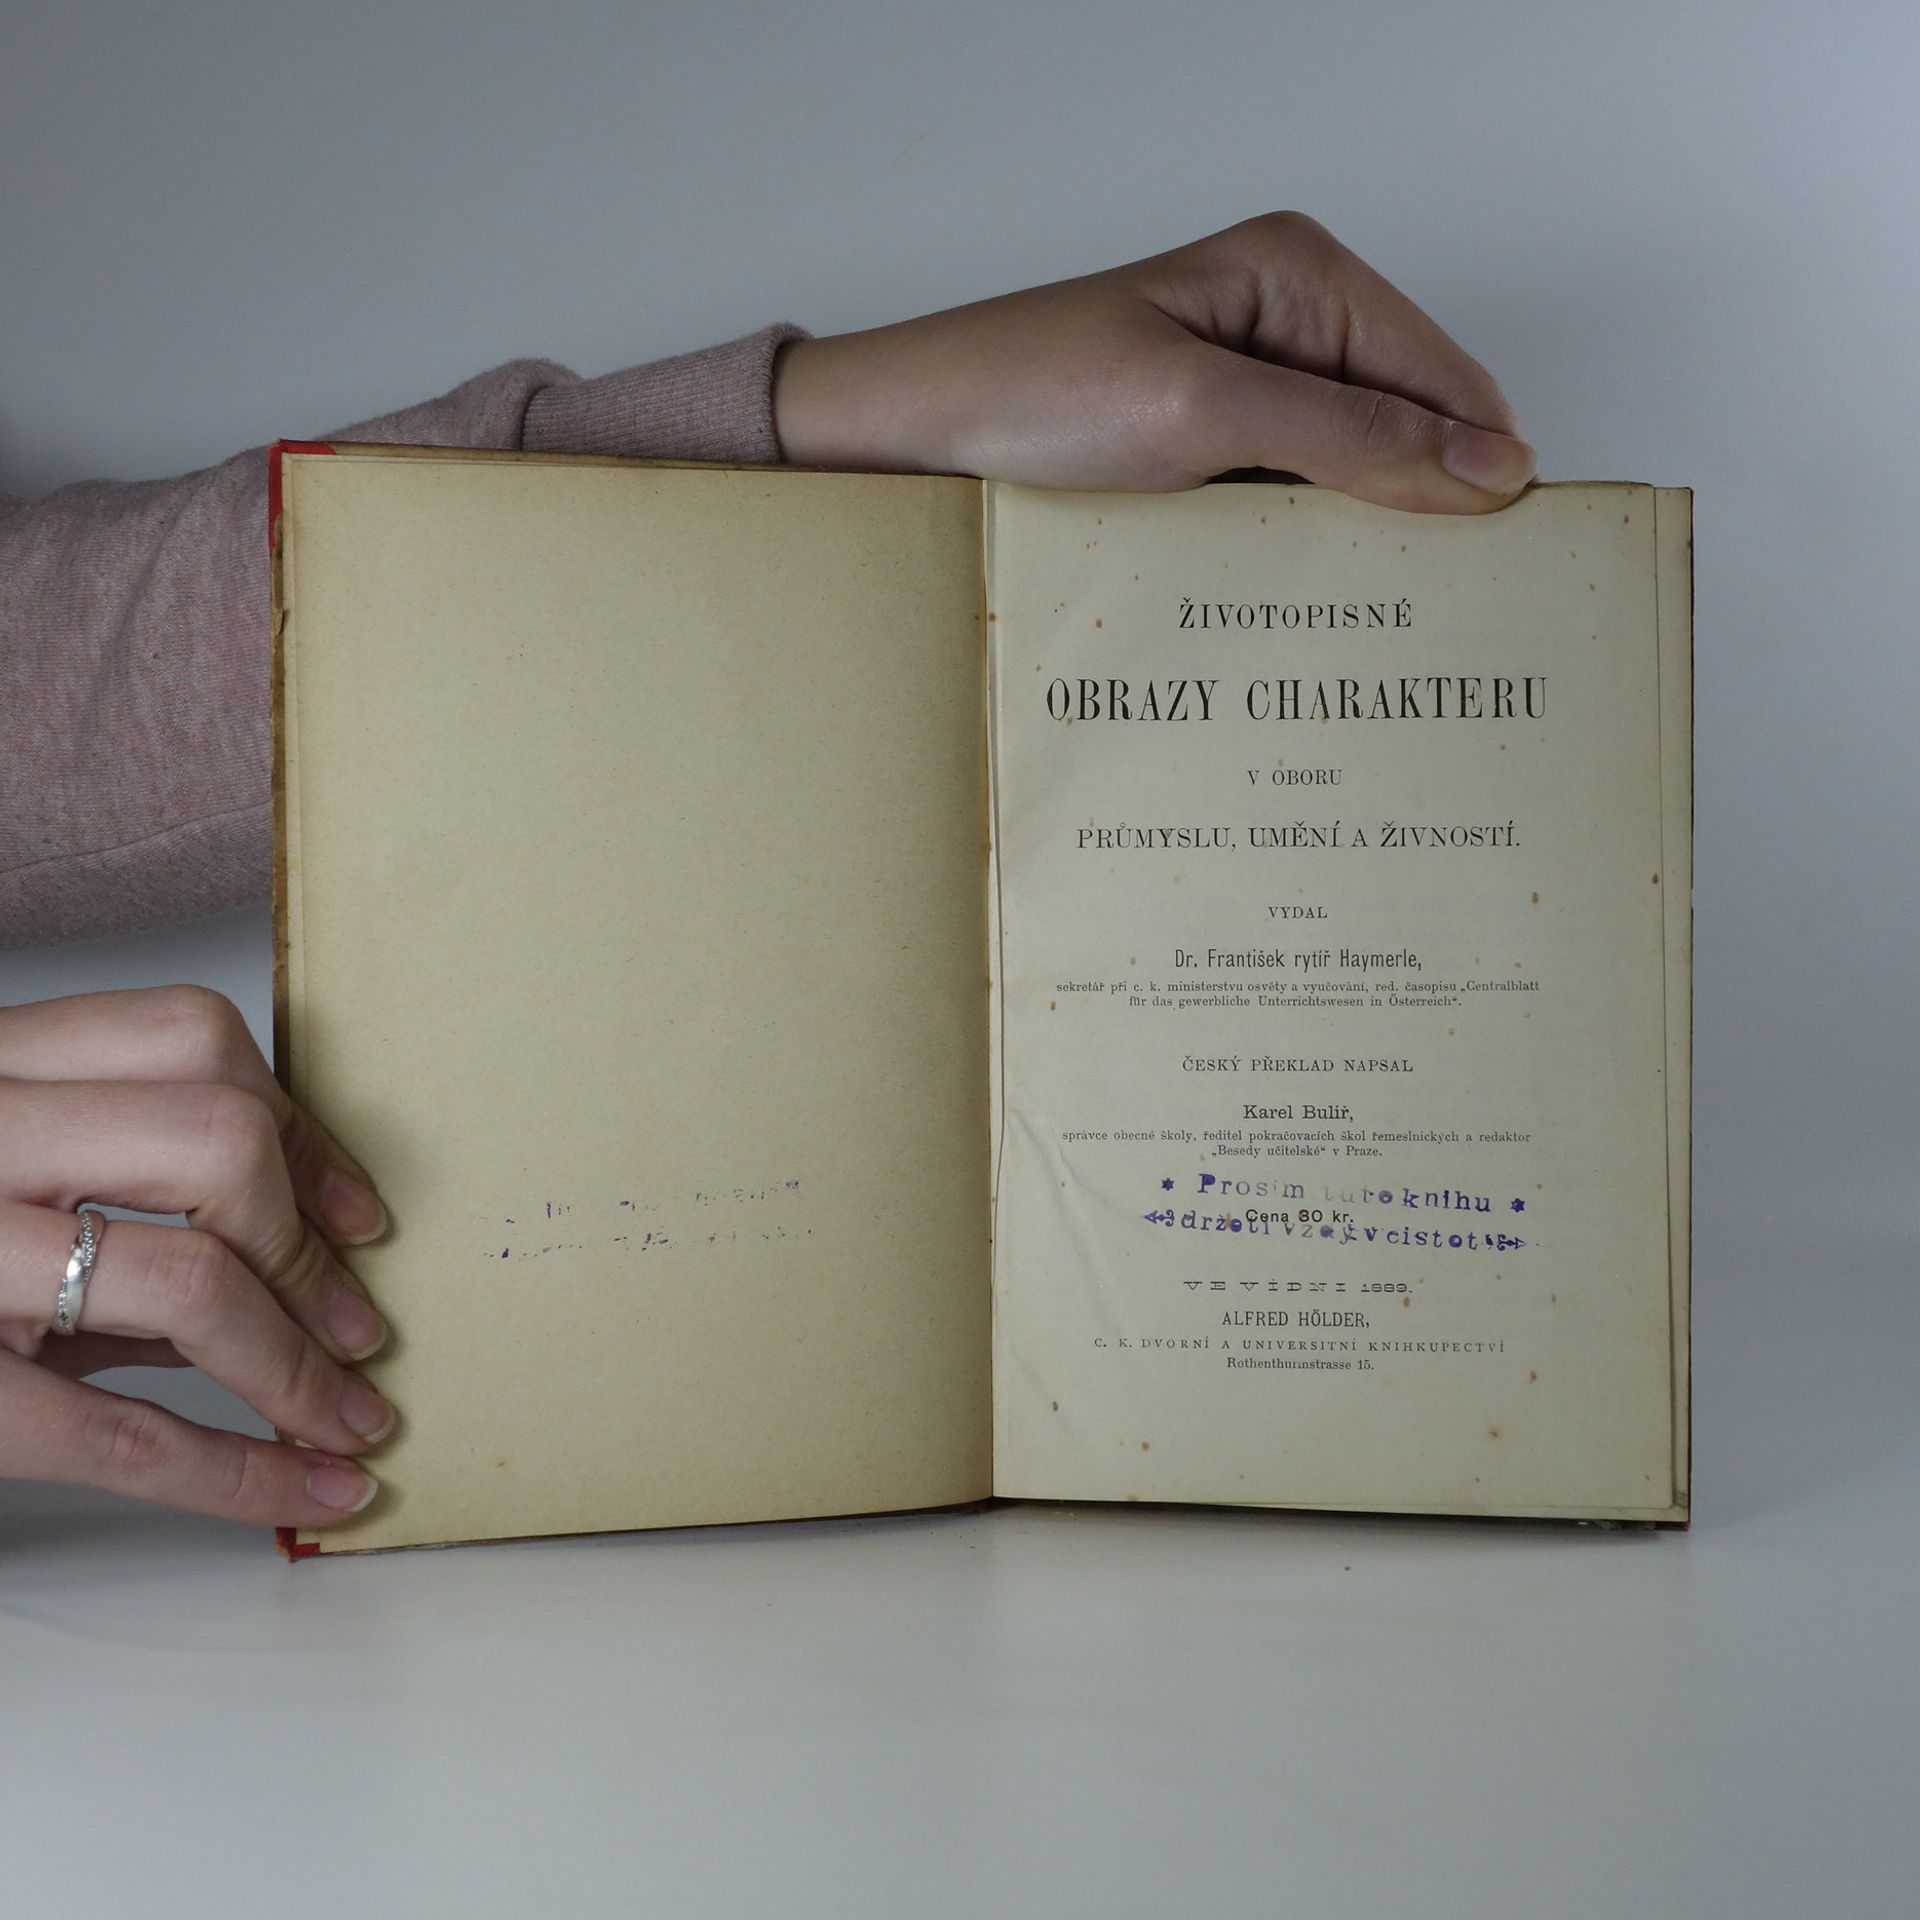 ŽIVOTOPISNÉ
OBRAZY CHARAKTERU
V OBORU
PRŮMYSLU, UMĚNÍ A ŽIVNOSTÍ.
VYDAL
Dr. František rytíř Haymerle,
sekretář při c. k. ministerstvu osvěty a vyučování, red. časopisu „Centralblatt
für das gewerbliche Unterrichtswesen in Österreich“.
ČESKÝ PŘEKLAD NAPSAL
Karel Bulíř,
správce obecné školy, ředitel pokračovacích škol řemeslnických a redaktor
„Besedy učitelské“ v Praze.
Prosím tuto knihu
Cena 80 kr.
držeti vždy v cistotě
VE VÍDNI 1889.
ALFRED HÖLDER,
C. K. DVORNÍ A UNIVERSITNÍ KNIHKUPECTVÍ
Rothenthurmstrasse 15.